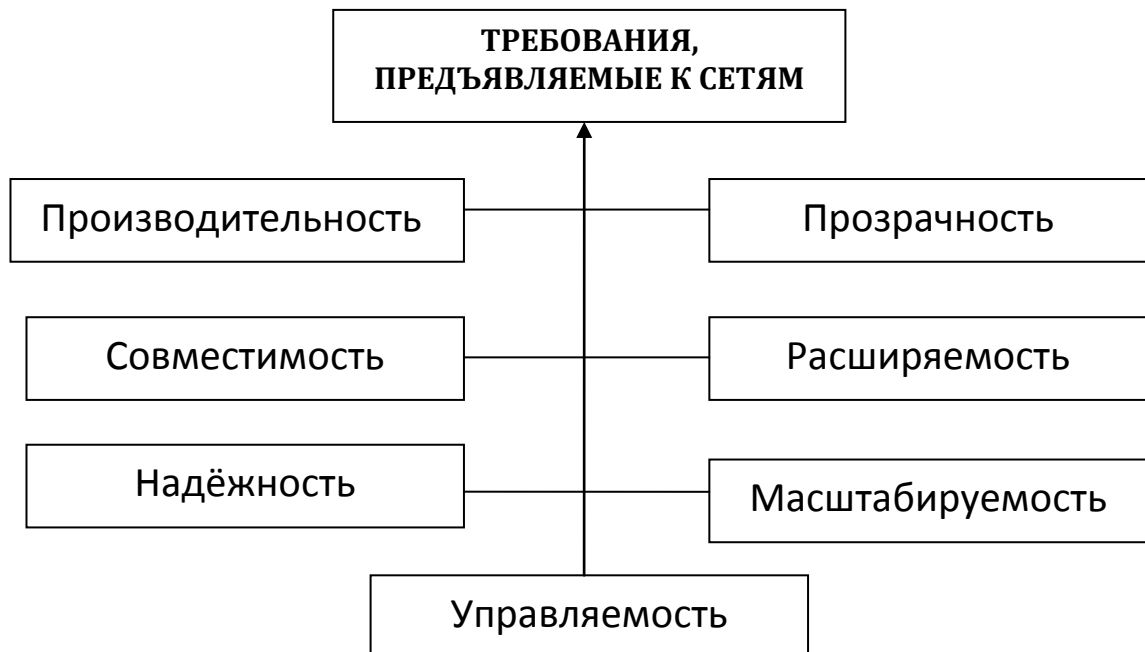 ТРЕБОВАНИЯ,
ПРЕДЪЯВЛЯЕМЫЕ К СЕТЯМ
Производительность
Прозрачность
Совместимость
Расширяемость
Надёжность
Масштабируемость
Управляемость